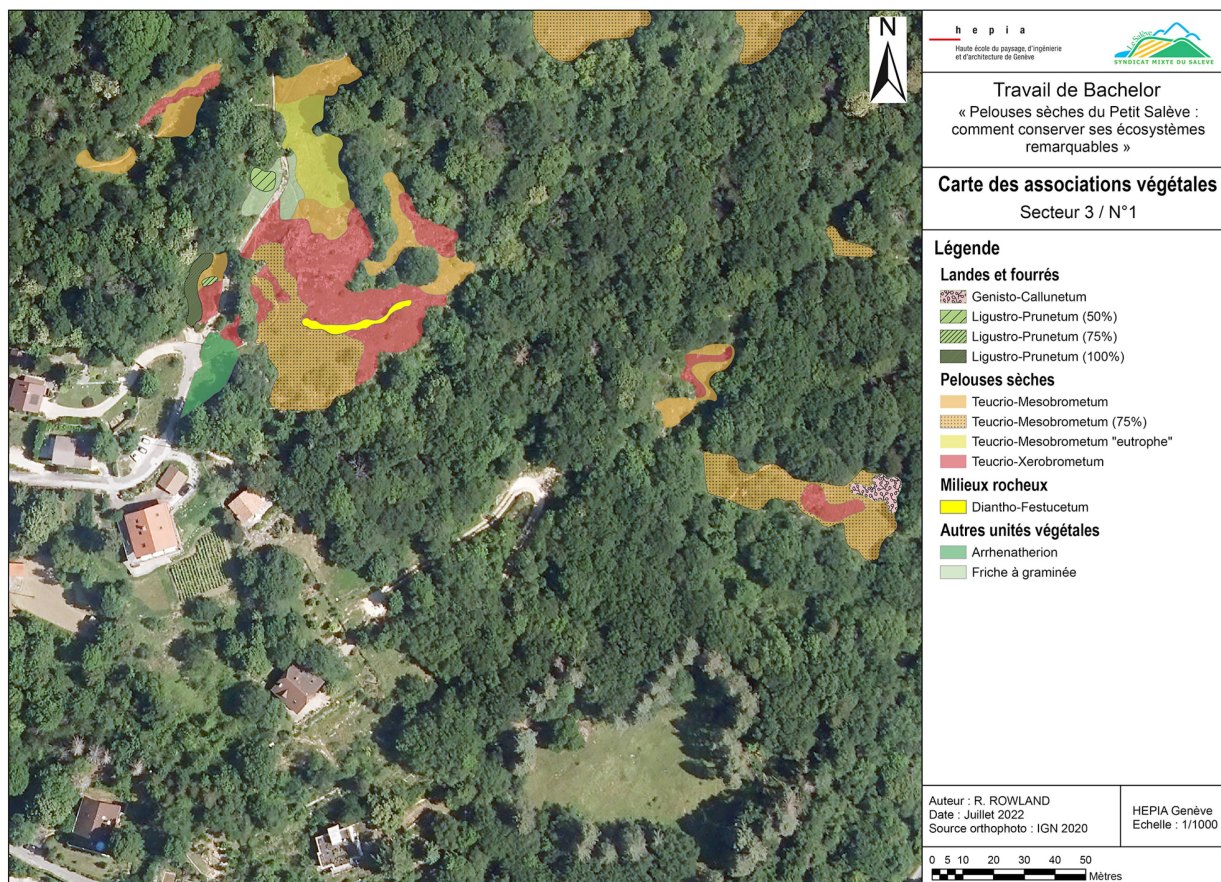 N
h e p i a
Haute école du paysage, d'ingénierie
et d'architecture de Genève
Le Salève
SYNDICAT MIXTE DU SALEVE
Travail de Bachelor
« Pelouses sèches du Petit Salève :
comment conserver ses écosystèmes
remarquables »
Carte des associations végétales
Secteur 3 / N°1
Légende
Landes et fourrés
Genisto-Callunetum
Ligustro-Prunetum (50%)
Ligustro-Prunetum (75%)
Ligustro-Prunetum (100%)
Pelouses sèches
Teucrio-Mesobrometum
Teucrio-Mesobrometum (75%)
Teucrio-Mesobrometum "eutrophe"
Teucrio-Xerobrometum
Milieux rocheux
Diantho-Festucetum
Autres unités végétales
Arrhenatherion
Friche à graminée
Auteur : R. ROWLAND
Date : Juillet 2022
Source orthophoto : IGN 2020
HEPIA Genève
Echelle : 1/1000
0 5 10 20 30 40 50
Mètres